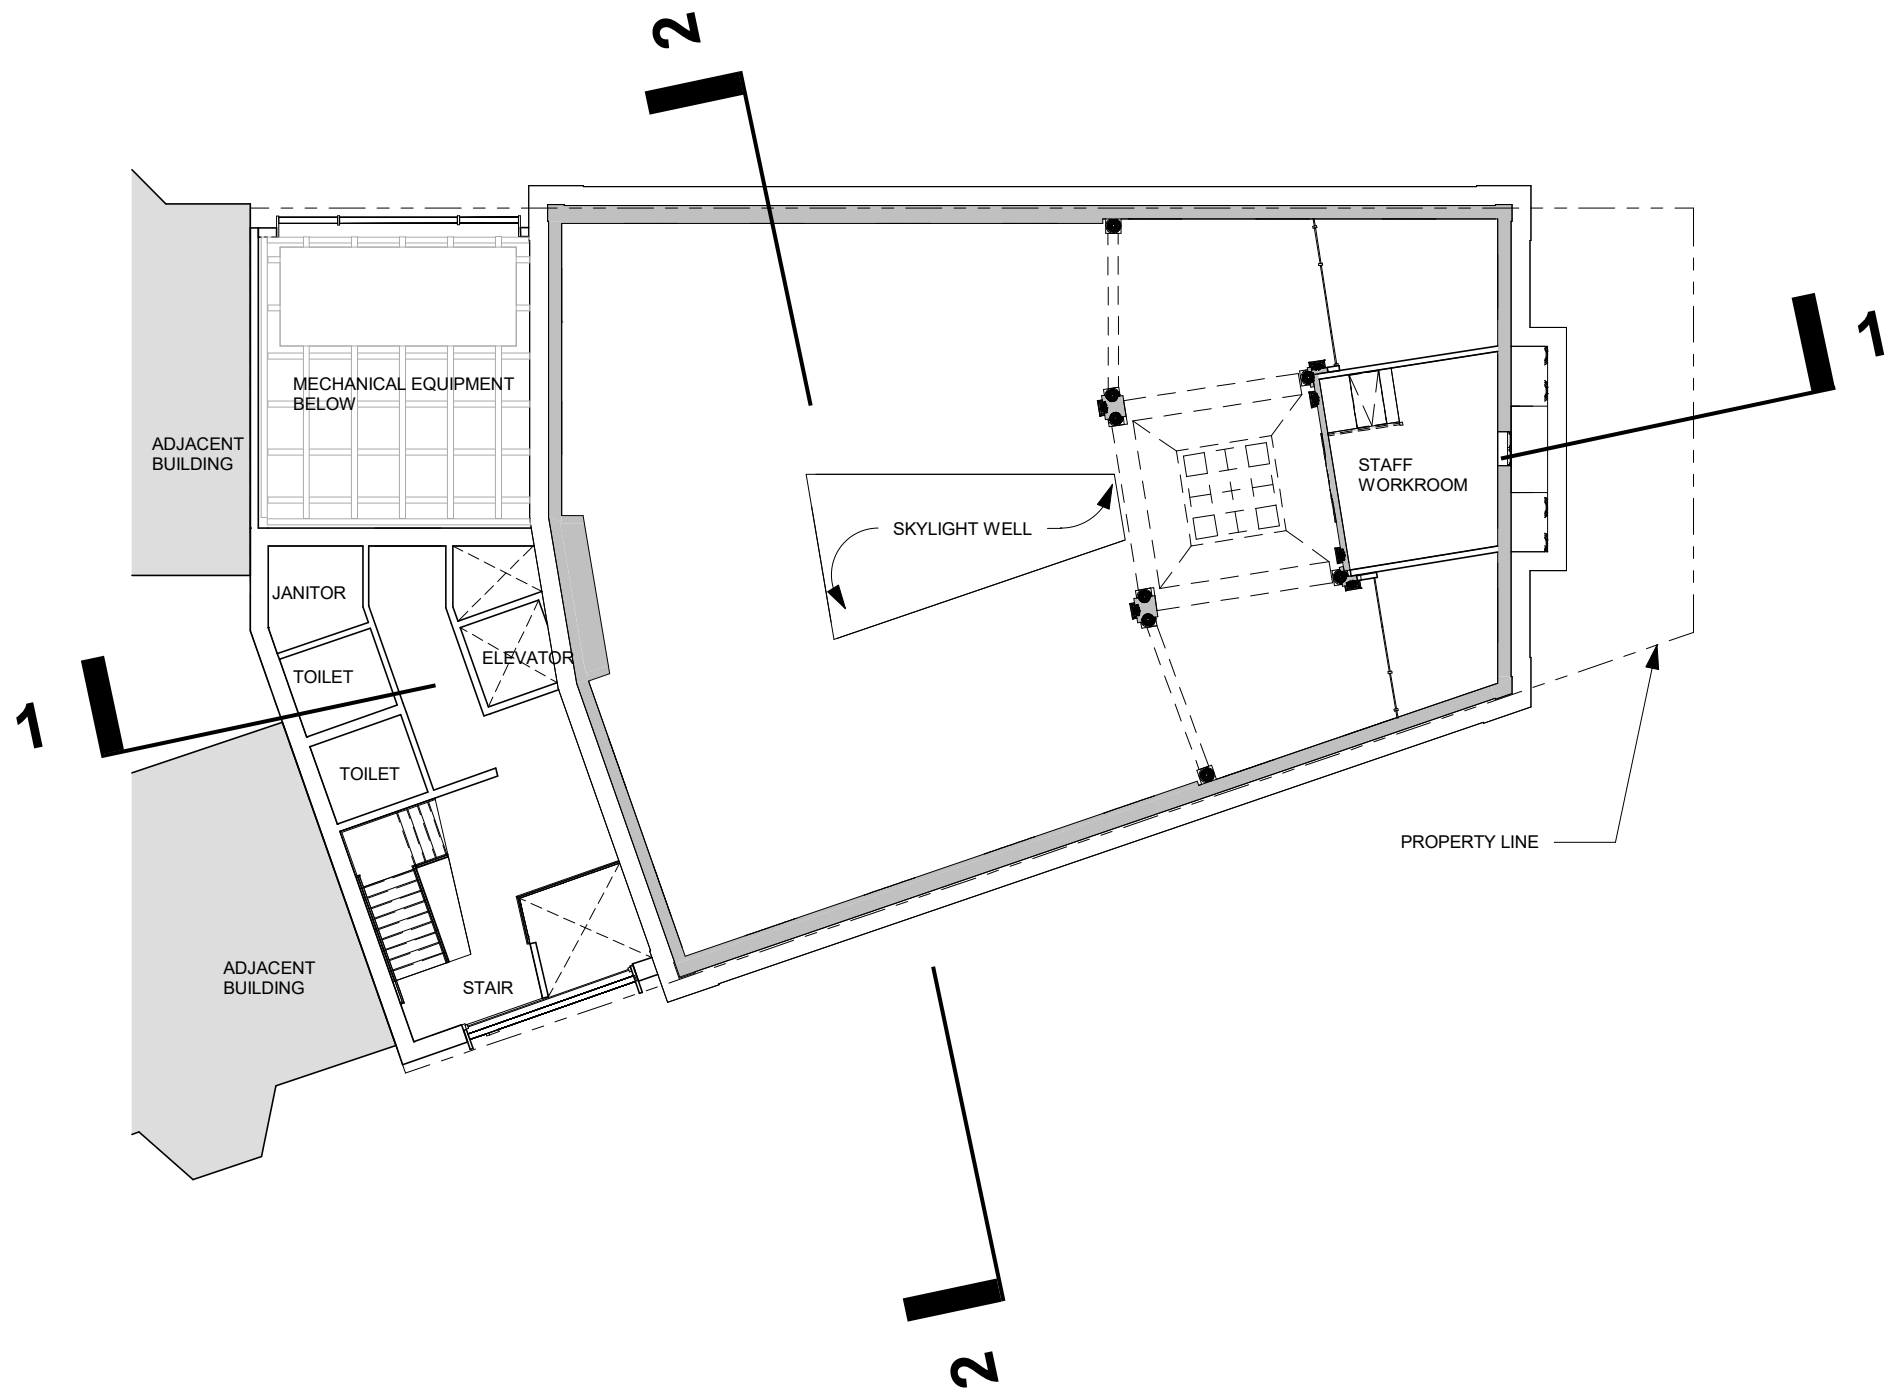 2
1
MECHANICAL EQUIPMENT
BELOW
ADJACENT
BUILDING
STAFF
WORKROOM
SKYLIGHT WELL
JANITOR
ELEVATOR
TOILET
1
TOILET
PROPERTY LINE
ADJACENT
BUILDING
STAIR
2